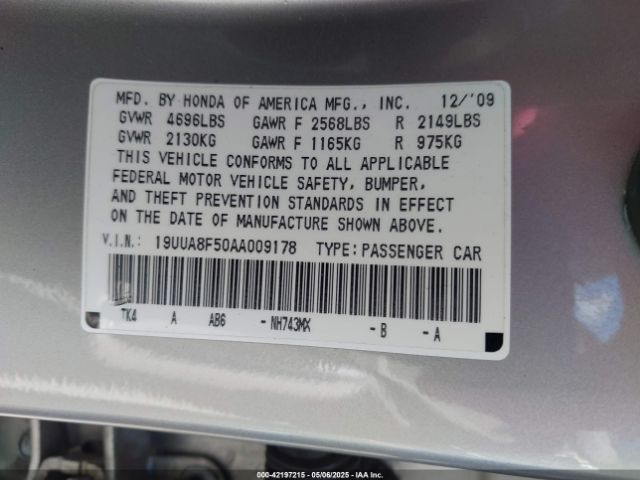 MFD. BY HONDA OF AMERICA MFG., INC. 12/'09
GVWR 4696LBS GAWR F 2568LBS R 2149LBS
GVWR 2130KG GAWR F 1165KG R 975KG
THIS VEHICLE CONFORMS TO ALL APPLICABLE
FEDERAL MOTOR VEHICLE SAFETY, BUMPER,
AND THEFT PREVENTION STANDARDS IN EFFECT
ON THE DATE OF MANUFACTURE SHOWN ABOVE.
V.I.N.: 19UUA8F50AA009178 TYPE:PASSENGER CAR
TK4 A AB6 -NH743MX -B -A
000-42197215 - 05/06/2025 - IAA Inc.